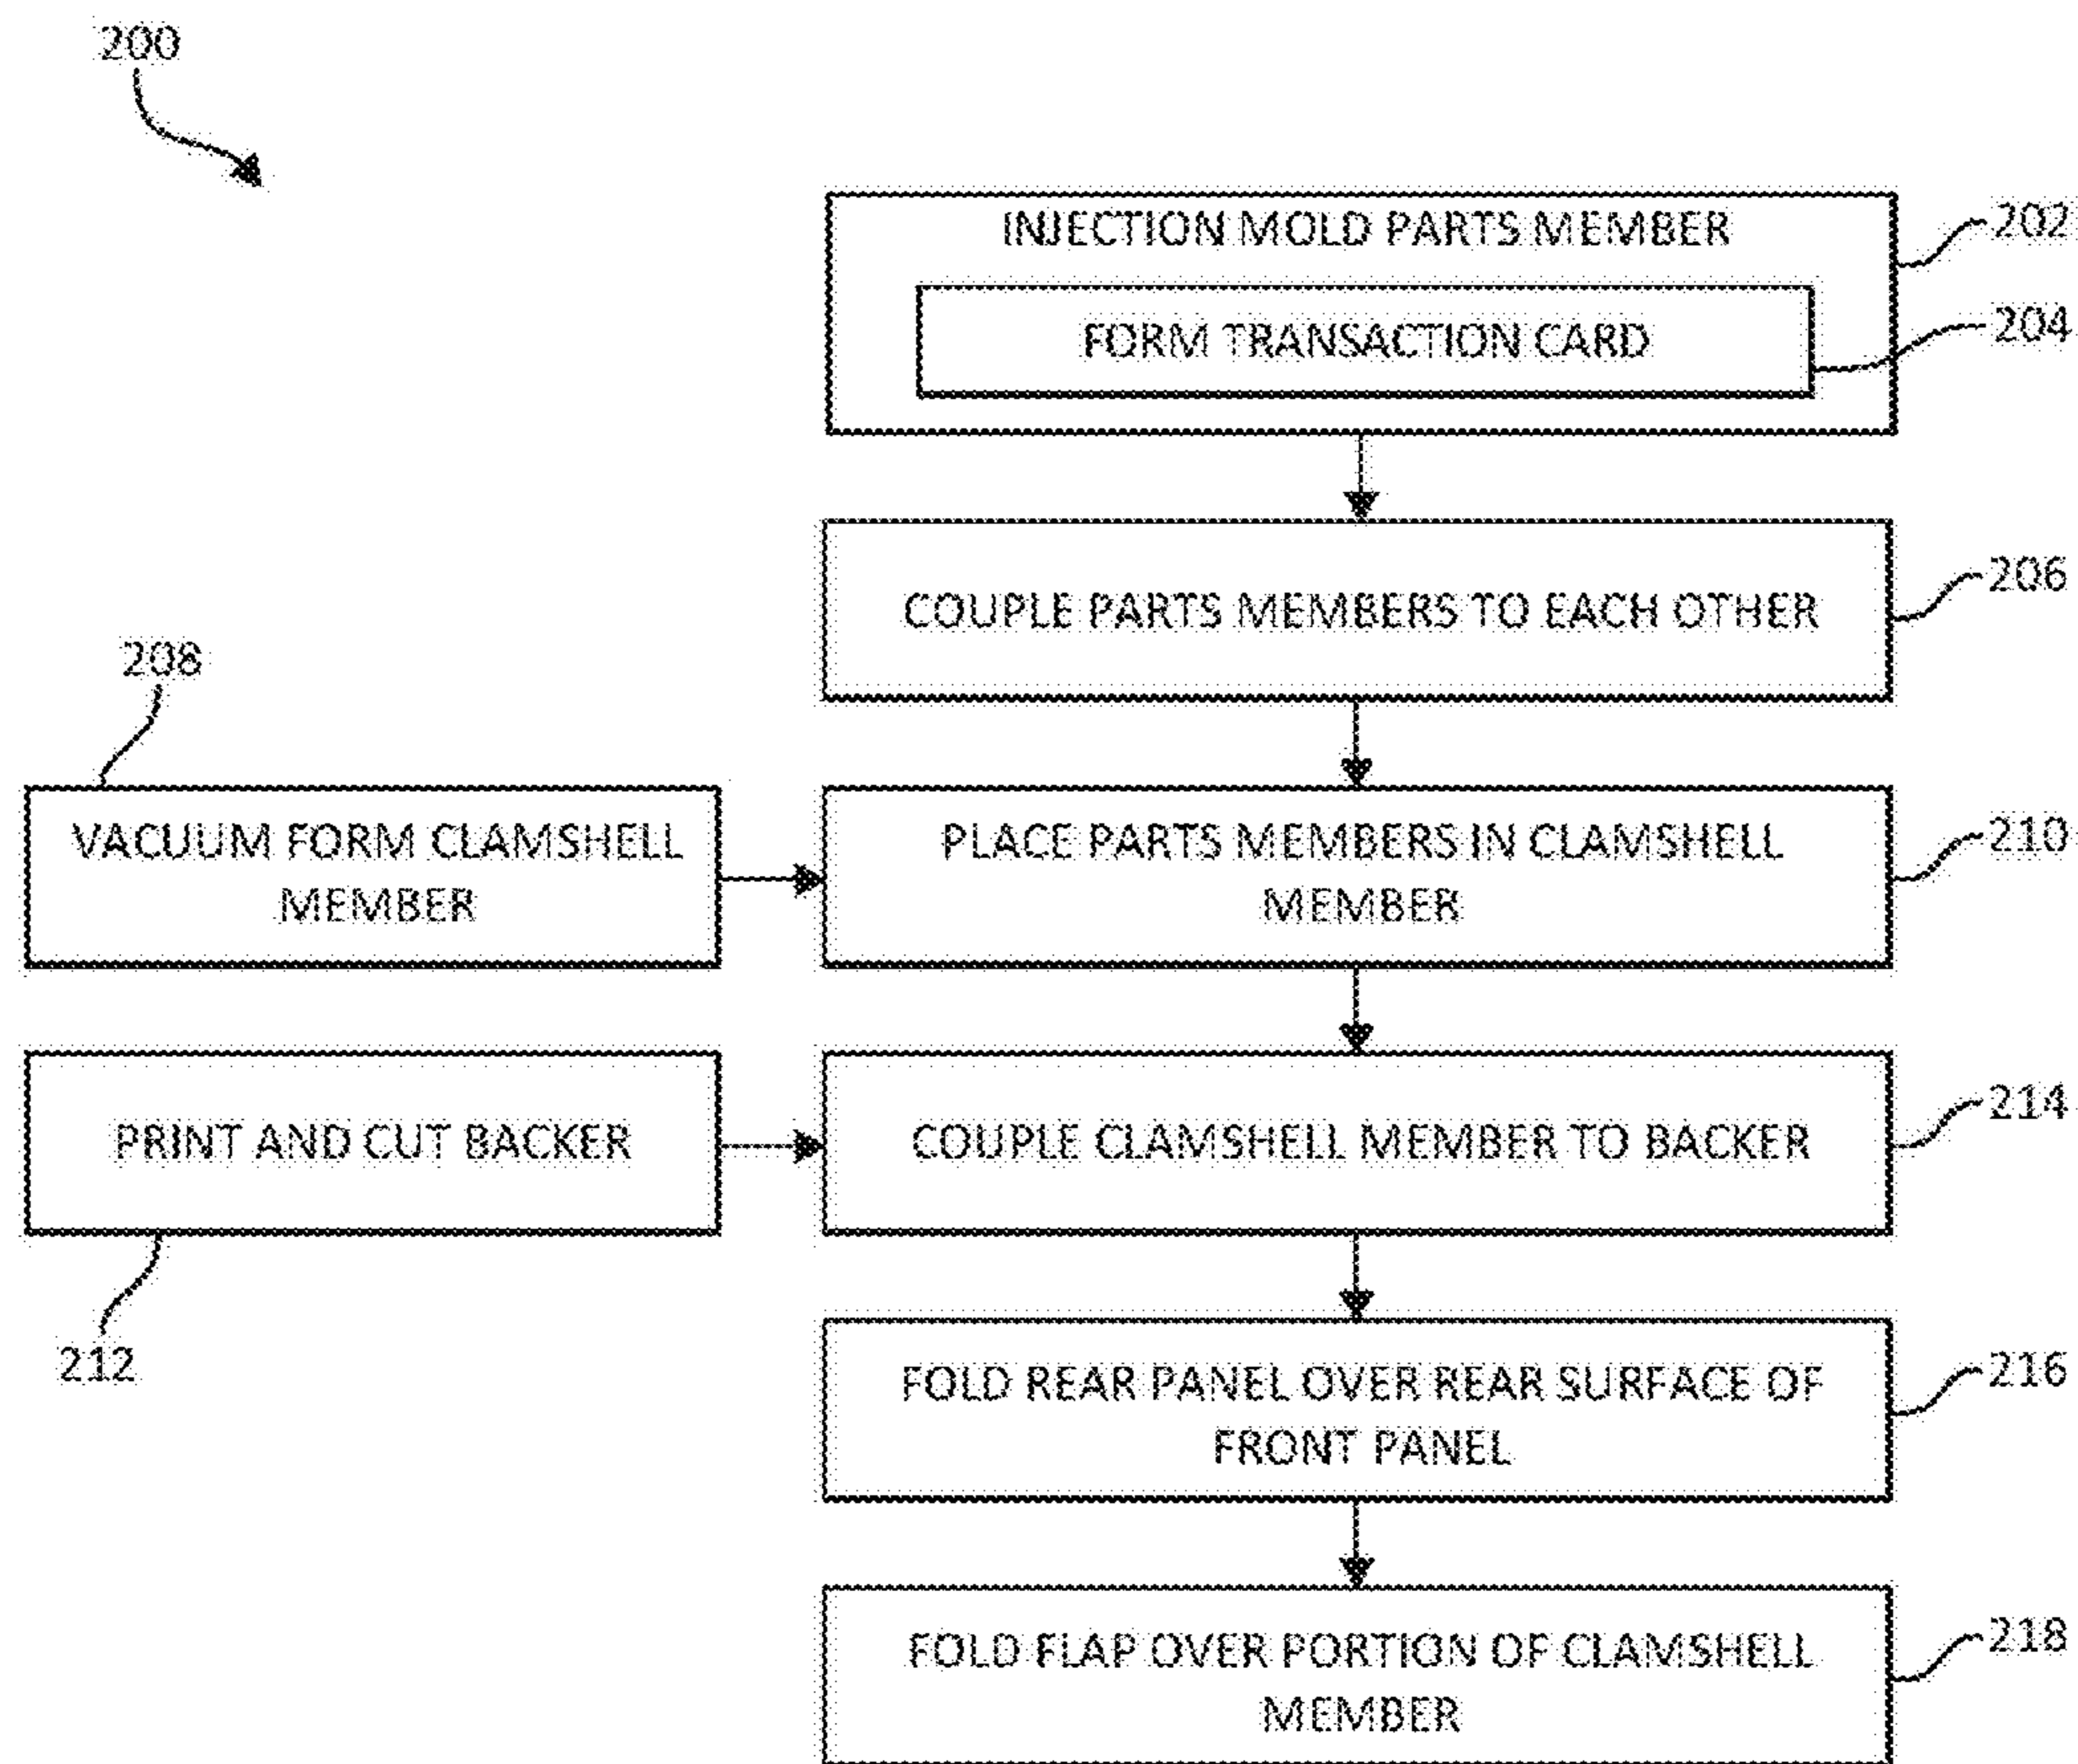 200
INJECTION MOLD PARTS MEMBER
202
FORM TRANSACTION CARD
204
COUPLE PARTS MEMBERS TO EACH OTHER
206
208
VACUUM FORM CLAMSHELL
MEMBER
PLACE PARTS MEMBERS IN CLAMSHELL
MEMBER
210
PRINT AND CUT BACKER
212
COUPLE CLAMSHELL MEMBER TO BACKER
214
FOLD REAR PANEL OVER REAR SURFACE OF
FRONT PANEL
216
FOLD FLAP OVER PORTION OF CLAMSHELL
MEMBER
218